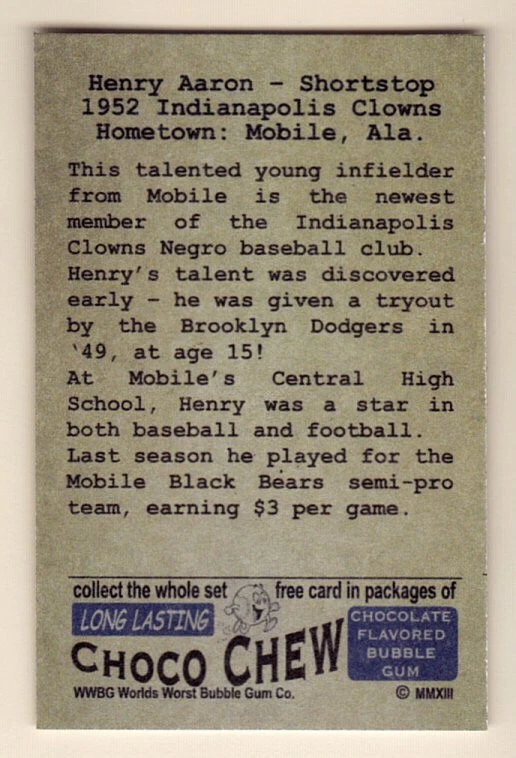 Henry Aaron – Shortstop
1952 Indianapolis Clowns
Hometown: Mobile, Ala.
This talented young infielder
from Mobile is the newest
member of the Indianapolis
Clowns Negro baseball club.
Henry's talent was discovered
early – he was given a tryout
by the Brooklyn Dodgers in
‘49, at age 15!
At Mobile's Central High
School, Henry was a star in
both baseball and football.
Last season he played for the
Mobile Black Bears semi-pro
team, earning $3 per game.
collect the whole set free card in packages of
LONG LASTING
CHOCO CHEW
CHOCOLATE
FLAVORED
BUBBLE
GUM
WWBG Worlds Worst Bubble Gum Co. © MMXIII